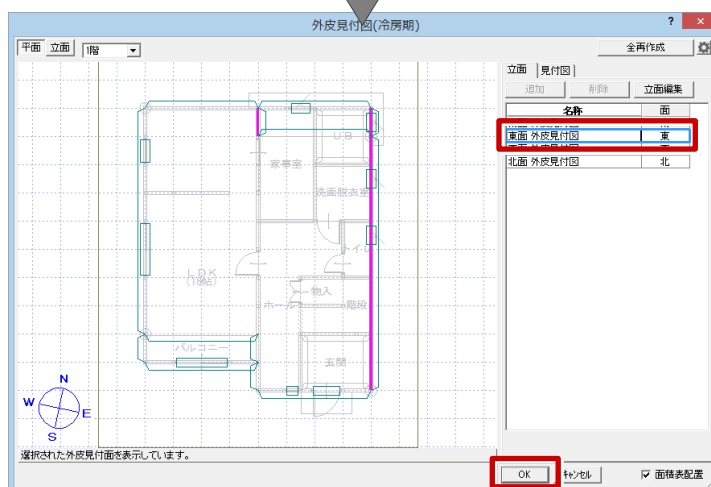 外皮見付図(冷房期)
? ×
平面 立面 1階 全再作成
立面 見付図
追加 削除 立面編集
名称 面
東面 外皮見付図 東
北面 外皮見付図 北
UB
家事室
洗面脱衣室
トイレ
LDK
(18帖)
物入
ホール 階段
バルコニー
玄関
N
W E
S
選択された外皮見付面を表示しています。
OK キャンセル 面積表配置